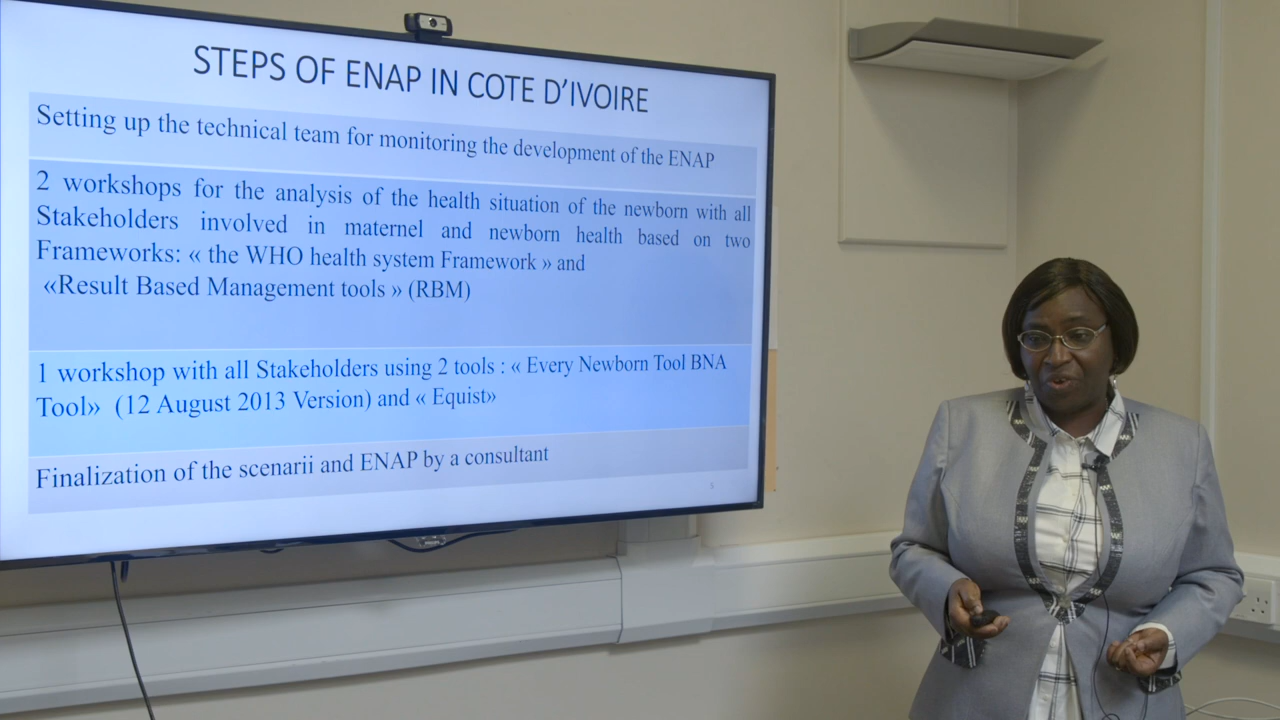 STEPS OF ENAP IN COTE D'IVOIRE
Setting up the technical team for monitoring the development of the ENAP
2 workshops for the analysis of the health situation of the newborn with all
Stakeholders involved in maternel and newborn health based on two
Frameworks: « the WHO health system Framework » and
«Result Based Management tools » (RBM)
1 workshop with all Stakeholders using 2 tools : « Every Newborn Tool BNA
Tool» (12 August 2013 Version) and « Equist»
Finalization of the scenarii and ENAP by a consultant
5